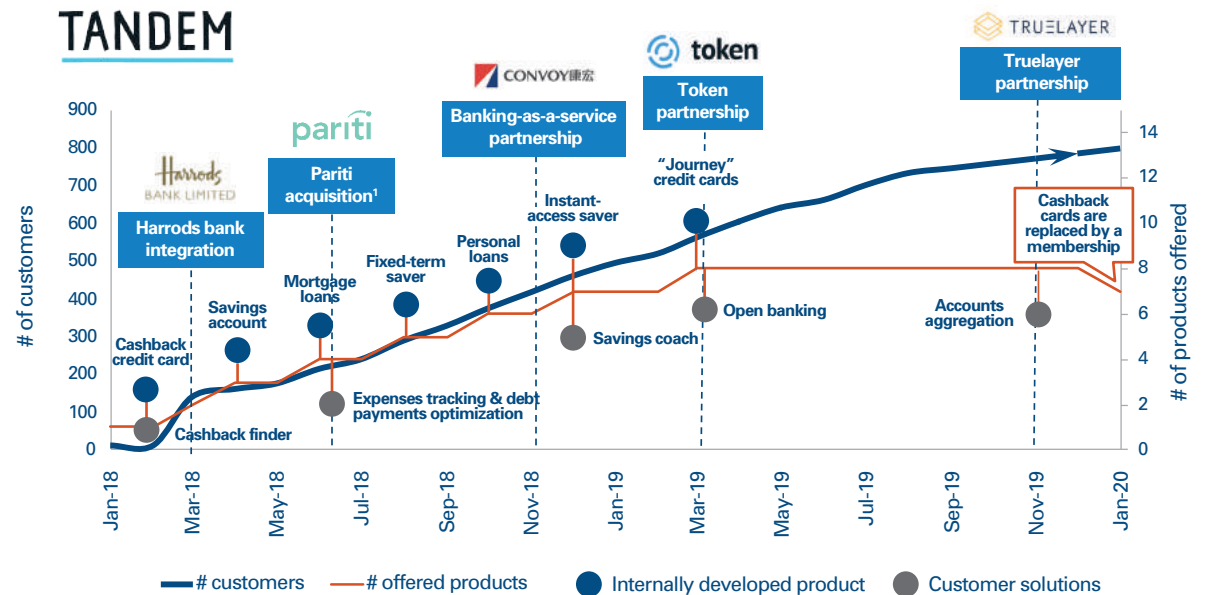 TANDEM
TRUELAYER
token
CONVOY康宏
pariti
Harrods
BANK LIMITED
Truelayer
partnership
Token
partnership
Banking-as-a-service
partnership
Pariti
acquisition¹
Harrods bank
integration
# of customers
900
800
700
600
500
400
300
200
100
0
# of products offered
14
12
10
8
6
4
2
0
Cashback
credit card
Cashback finder
Savings
account
Mortgage
loans
Expenses tracking & debt
payments optimization
Fixed-term
saver
Personal
loans
Instant-
access saver
Savings coach
"Journey"
credit cards
Open banking
Accounts
aggregation
Cashback
cards are
replaced by a
membership
Jan-18
Mar-18
May-18
Jul-18
Sep-18
Nov-18
Jan-19
Mar-19
May-19
Jul-19
Sep-19
Nov-19
Jan-20
# customers
# offered products
Internally developed product
Customer solutions